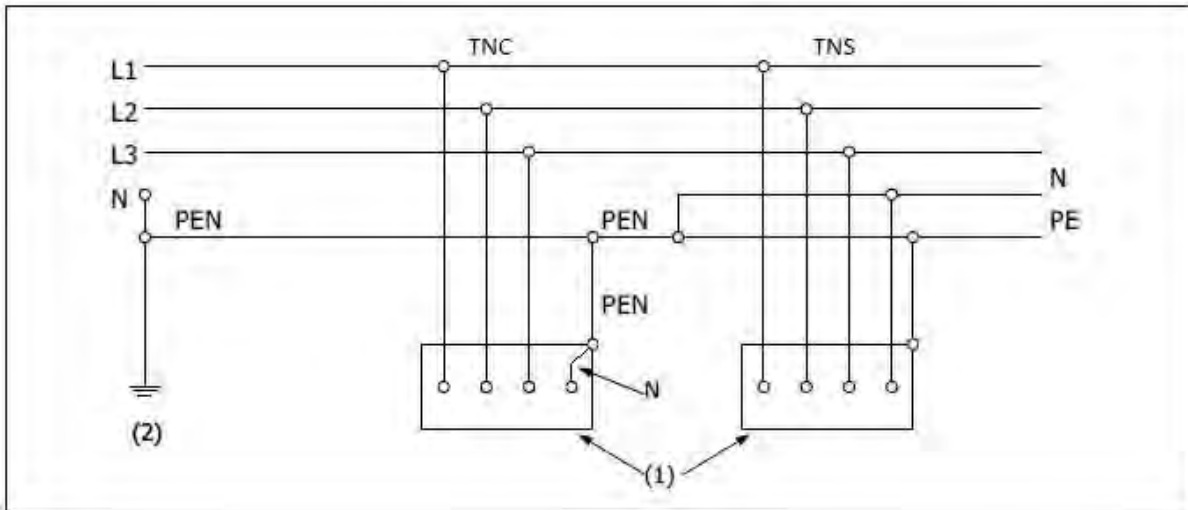 TNC TNS
L1
L2
L3
N N
PEN PEN PE
PEN
N
(2)
(1)